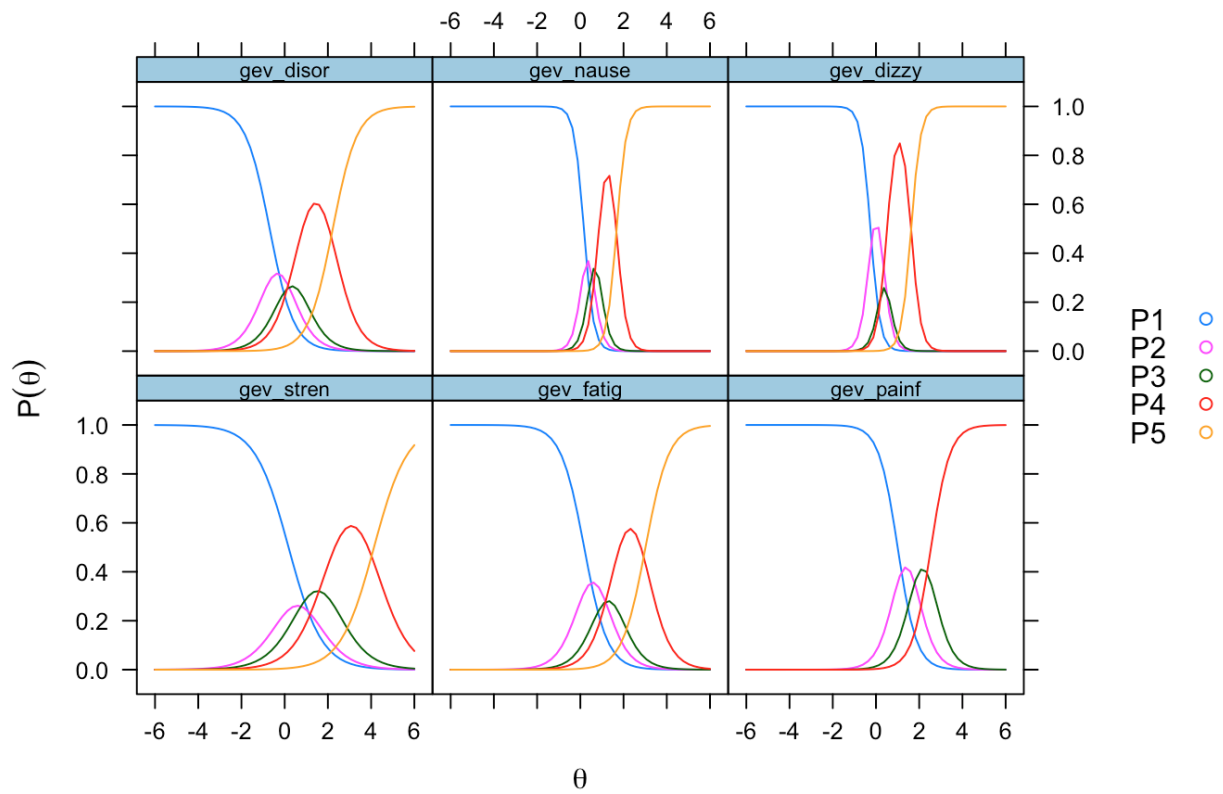 -6 -4 -2 0 2 4 6
gev_disor gev_nause gev_dizzy
1.0
0.8
0.6
0.4
0.2
0.0
gev_stren gev_fatig gev_painf
1.0
0.8
0.6
0.4
0.2
0.0
-6 -4 -2 0 2 4 6 -6 -4 -2 0 2 4 6
P(θ)
θ
P1
P2
P3
P4
P5